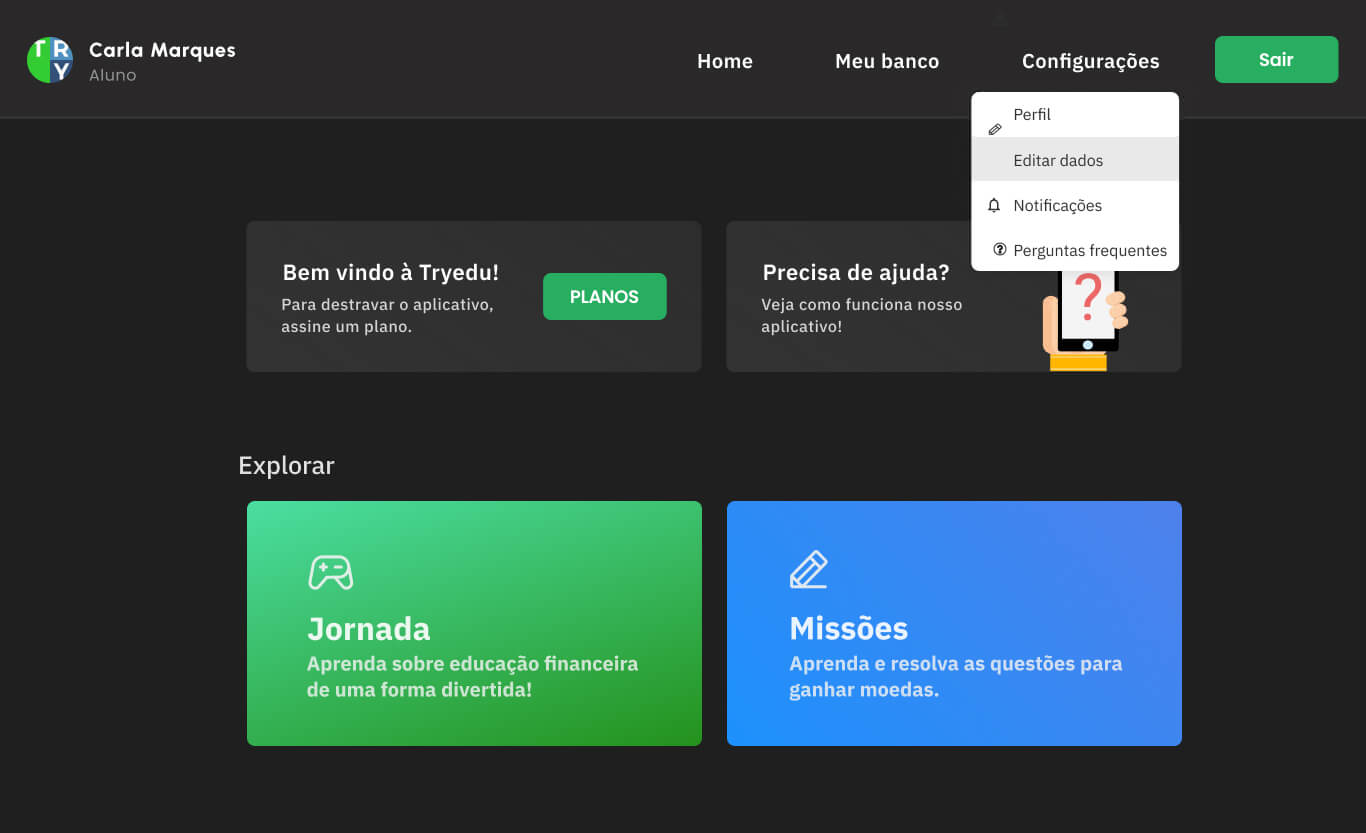 TRY
Carla Marques
Aluno
Home
Meu banco
Configurações
Sair
Perfil
Editar dados
Notificações
Perguntas frequentes
Bem vindo à Tryedu!
Para destravar o aplicativo,
assine um plano.
PLANOS
Precisa de ajuda?
Veja como funciona nosso
aplicativo!
?
Explorar
Jornada
Aprenda sobre educação financeira
de uma forma divertida!
Missões
Aprenda e resolva as questões para
ganhar moedas.